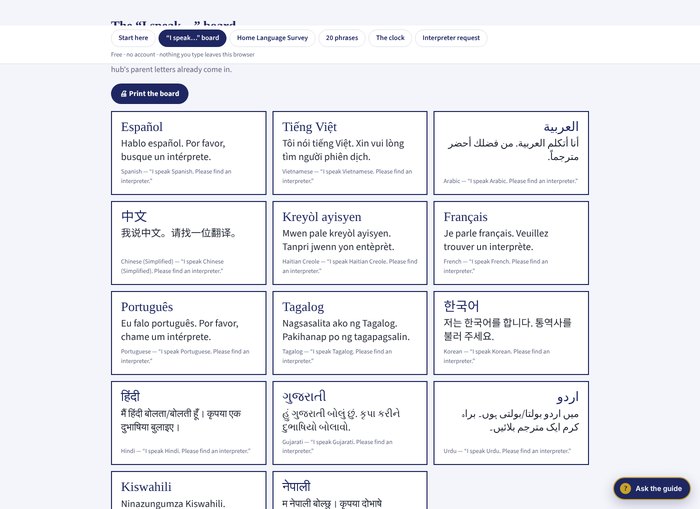 The “I speak…” board
Start here
“I speak…” board
Home Language Survey
20 phrases
The clock
Interpreter request
Free · no account · nothing you type leaves this browser
hub's parent letters already come in.
🖨 Print the board
Español
Hablo español. Por favor,
busque un intérprete.
Spanish — “I speak Spanish. Please find an
interpreter.”
Tiếng Việt
Tôi nói tiếng Việt. Xin vui lòng
tìm người phiên dịch.
Vietnamese — “I speak Vietnamese. Please find an
interpreter.”
العربية
أنا أتكلم العربية. من فضلك أحضر
مترجماً.
Arabic — “I speak Arabic. Please find an interpreter.”
中文
我说中文。请找一位翻译。
Chinese (Simplified) — “I speak Chinese
(Simplified). Please find an interpreter.”
Kreyòl ayisyen
Mwen pale kreyòl ayisyen.
Tanpri jwenn yon entèprèt.
Haitian Creole — “I speak Haitian Creole. Please find
an interpreter.”
Français
Je parle français. Veuillez
trouver un interprète.
French — “I speak French. Please find an
interpreter.”
Português
Eu falo português. Por favor,
chame um intérprete.
Portuguese — “I speak Portuguese. Please find an
interpreter.”
Tagalog
Nagsasalita ako ng Tagalog.
Pakihanap po ng tagapagsalin.
Tagalog — “I speak Tagalog. Please find an
interpreter.”
한국어
저는 한국어를 합니다. 통역사를
불러 주세요.
Korean — “I speak Korean. Please find an
interpreter.”
हिंदी
मैं हिंदी बोलता/बोलती हूँ। कृपया एक
दुभाषिया बुलाइए।
Hindi — “I speak Hindi. Please find an interpreter.”
ગુજરાતી
હું ગુજરાતી બોલું છું. કૃપા કરીને
દુભાષિયો બોલાવો.
Gujarati — “I speak Gujarati. Please find an
interpreter.”
اردو
میں اردو بولتا/بولتی ہوں۔ براہ
کرم ایک مترجم بلائیں۔
Urdu — “I speak Urdu. Please find an interpreter.”
Kiswahili
Ninazungumza Kiswahili.
नेपाली
म नेपाली बोल्छु। कृपया दोभाषे
? Ask the guide